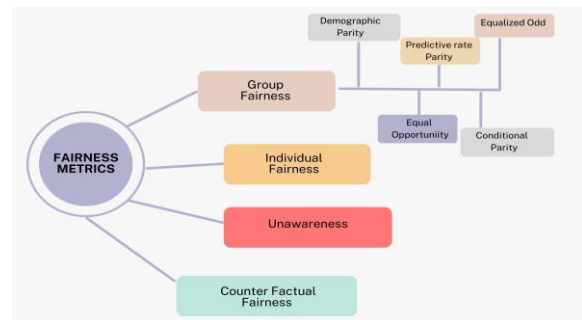 Demographic
Parity
Predictive rate
Parity
Equalized Odd
Group
Fairness
Equal
Opportuniity
Conditional
Parity
FAIRNESS
METRICS
Individual
Fairness
Unawareness
Counter Factual
Fairness